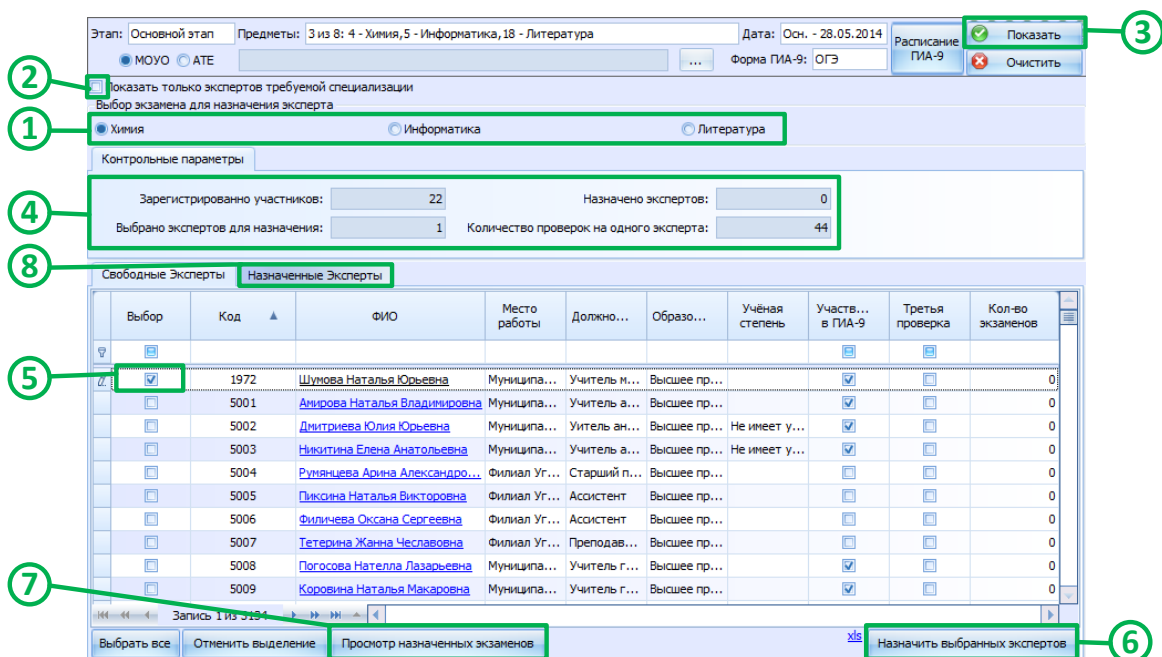 Этап: Основной этап Предметы: 3 из 8: 4 - Химия,5 - Информатика,18 - Литература Дата: Осн. - 28.05.2014 Расписание ГИА-9 Показать 3
МОУО АТЕ ... Форма ГИА-9: ОГЭ Очистить
2 Показать только экспертов требуемой специализации
Выбор экзамена для назначения эксперта
1 Химия Информатика Литература
Контрольные параметры
4 Зарегистрированно участников: 22 Назначено экспертов: 0
Выбрано экспертов для назначения: 1 Количество проверок на одного эксперта: 44
8 Свободные Эксперты Назначенные Эксперты
Выбор Код ФИО Место работы Должно... Образо... Учёная степень Участв... в ГИА-9 Третья проверка Кол-во экзаменов
5 1972 Шумова Наталья Юрьевна Муниципа... Учитель м... Высшее пр... 0
5001 Амирова Наталья Владимировна Муниципа... Учитель а... Высшее пр... 0
5002 Дмитриева Юлия Юрьевна Муниципа... Уитель ан... Высшее пр... Не имеет у... 0
5003 Никитина Елена Анатольевна Муниципа... Учитель а... Высшее пр... Не имеет у... 0
5004 Румянцева Арина Александро... Филиал Уг... Старший п... Высшее пр... 0
5005 Пиксина Наталья Викторовна Филиал Уг... Ассистент Высшее пр... 0
5006 Филичева Оксана Сергеевна Филиал Уг... Ассистент Высшее пр... 0
5007 Тетерина Жанна Чеславовна Филиал Уг... Преподав... Высшее пр... 0
5008 Погосова Нателла Лазарьевна Муниципа... Учитель г... Высшее пр... 0
7 5009 Коровина Наталья Макаровна Муниципа... Учитель г... Высшее пр... 0
Запись 1 из
Выбрать все Отменить выделение Просмотр назначенных экзаменов xls Назначить выбранных экспертов 6